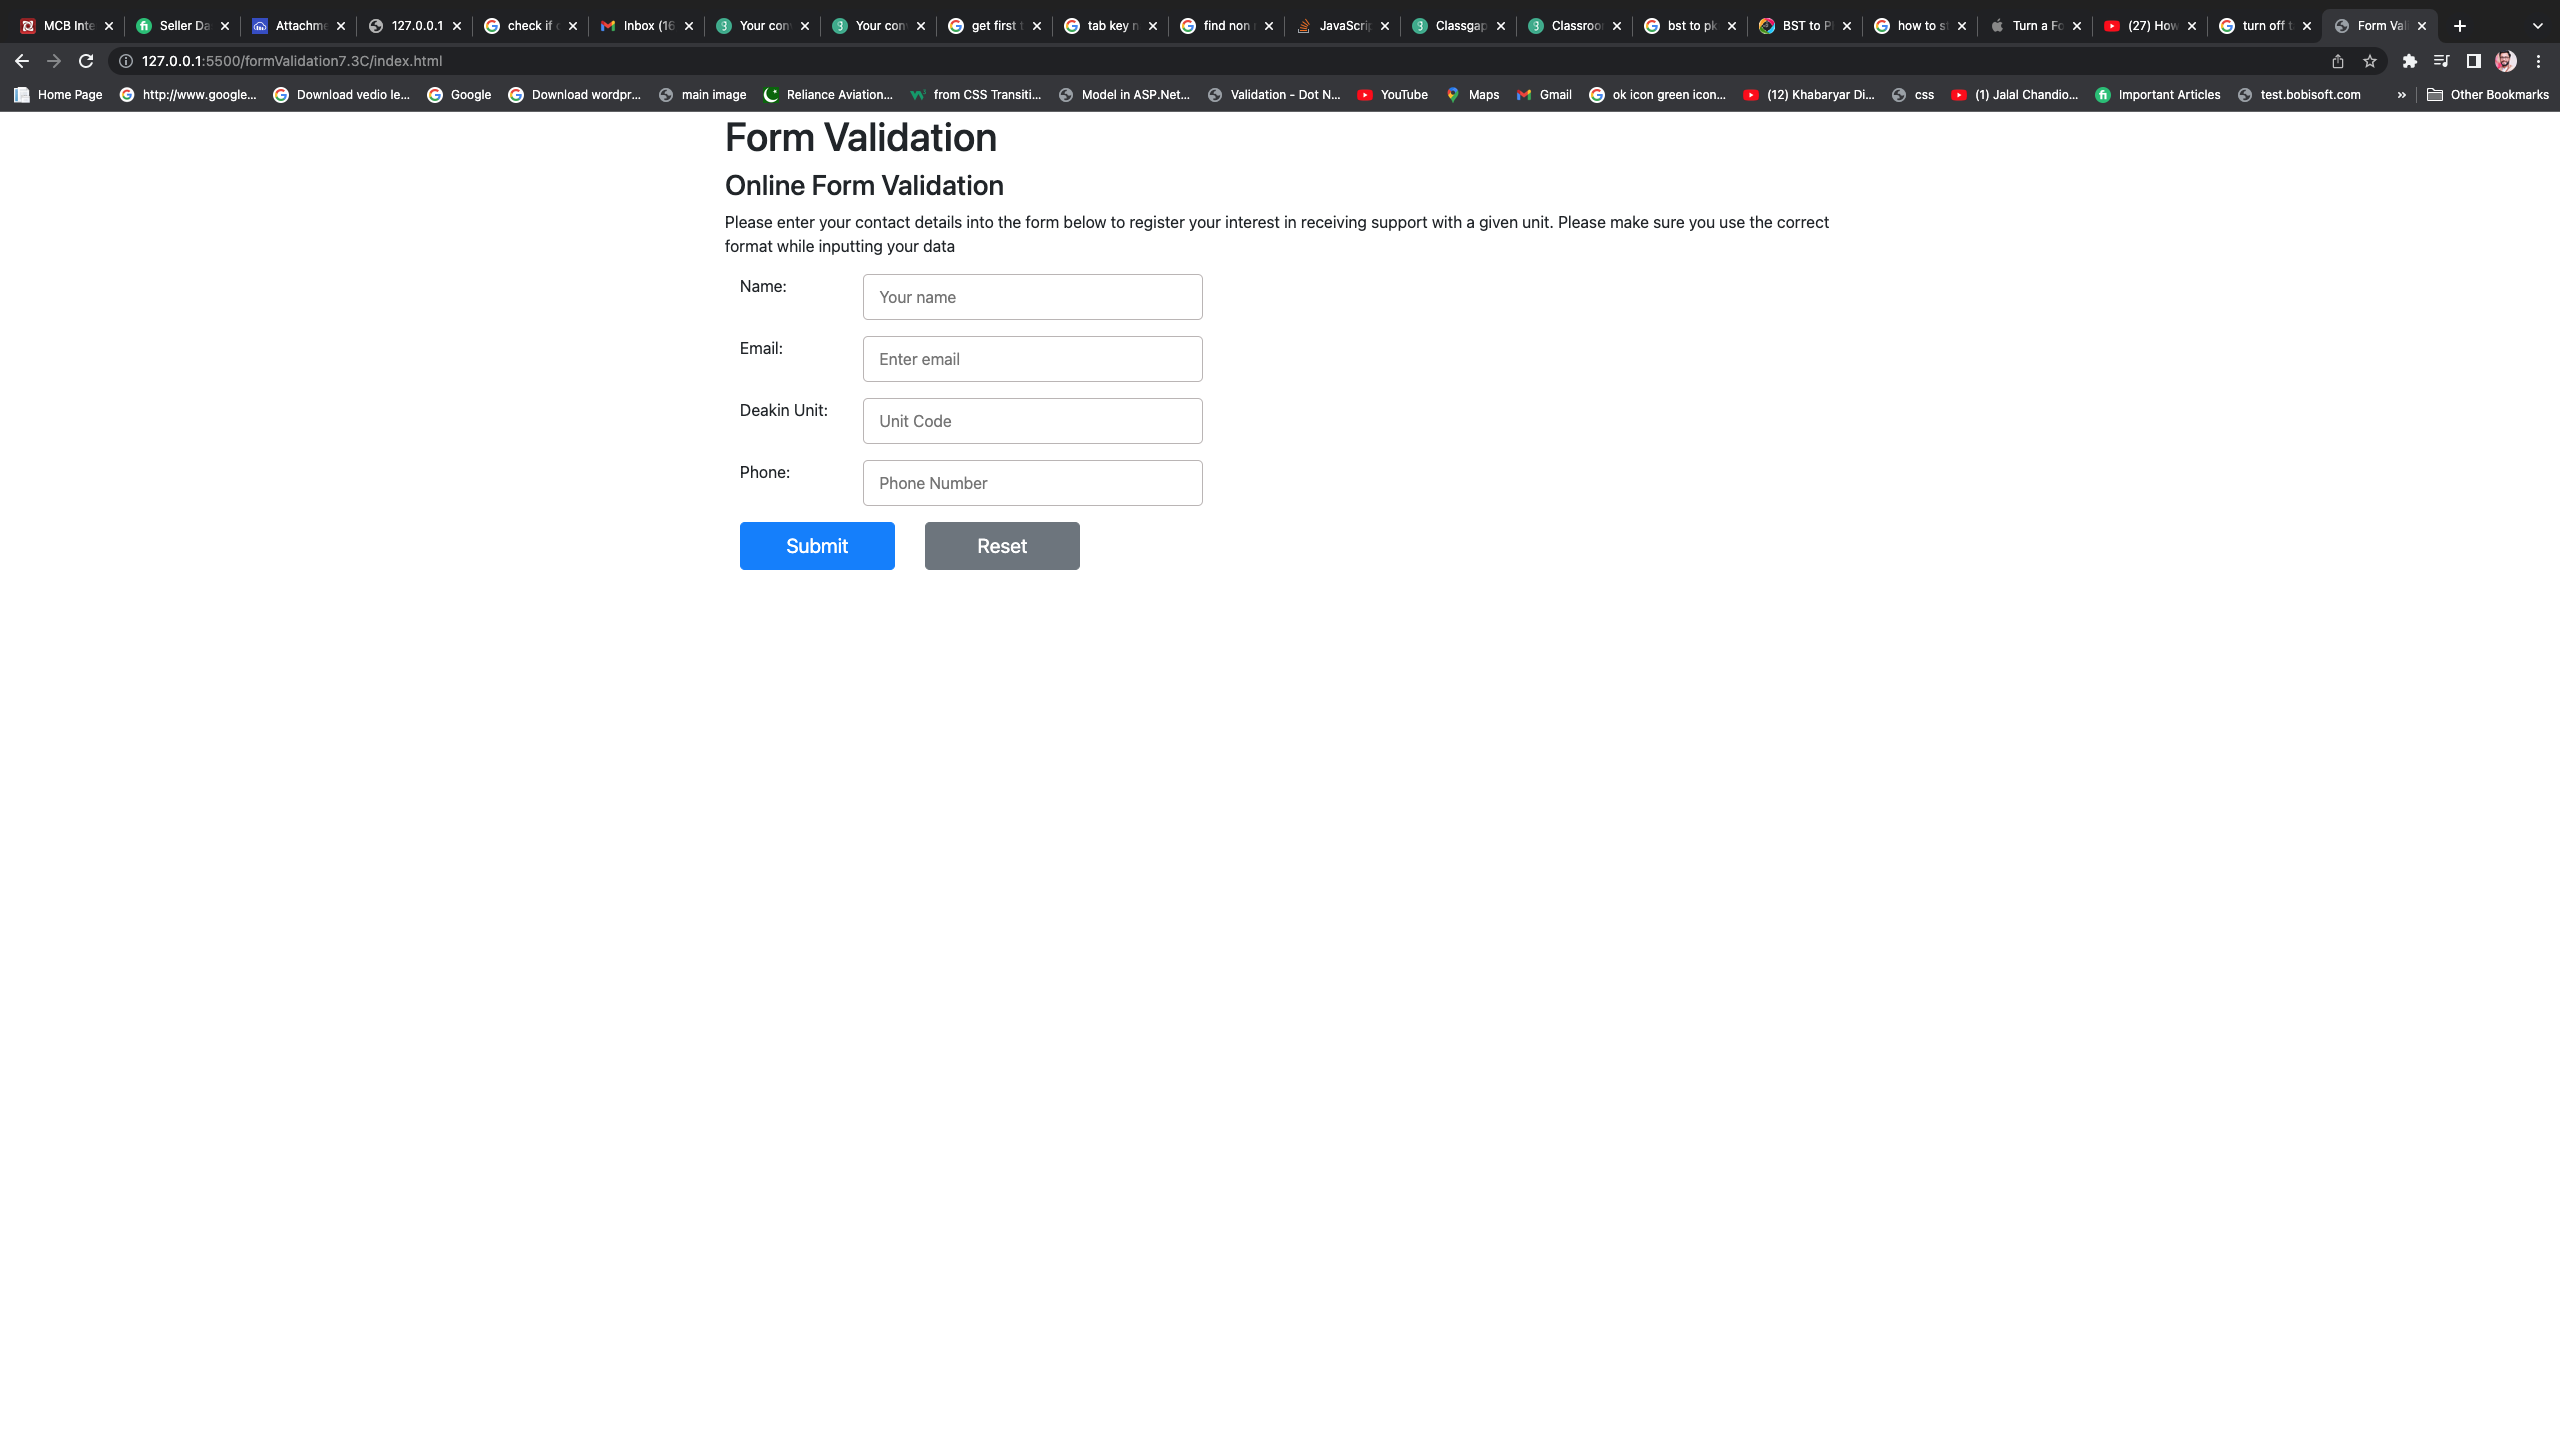 MCB Inte
Seller Da
Attachme
127.0.0.1
check if
Inbox (16
Your con
Your con
get first t
tab key n
find non
JavaScrip
Classgap
Classroo
bst to pk
BST to P
how to s
Turn a Fo
(27) How
turn off t
Form Vali
127.0.0.1:5500/formValidation7.3C/index.html
Home Page
http://www.google...
Download vedio le...
Google
Download wordpr...
main image
Reliance Aviation...
from CSS Transiti...
Model in ASP.Net...
Validation - Dot N...
YouTube
Maps
Gmail
ok icon green icon...
(12) Khabaryar Di...
css
(1) Jalal Chandio...
Important Articles
test.bobisoft.com
»
Other Bookmarks
Form Validation
Online Form Validation
Please enter your contact details into the form below to register your interest in receiving support with a given unit. Please make sure you use the correct
format while inputting your data
Name:
Your name
Email:
Enter email
Deakin Unit:
Unit Code
Phone:
Phone Number
Submit
Reset